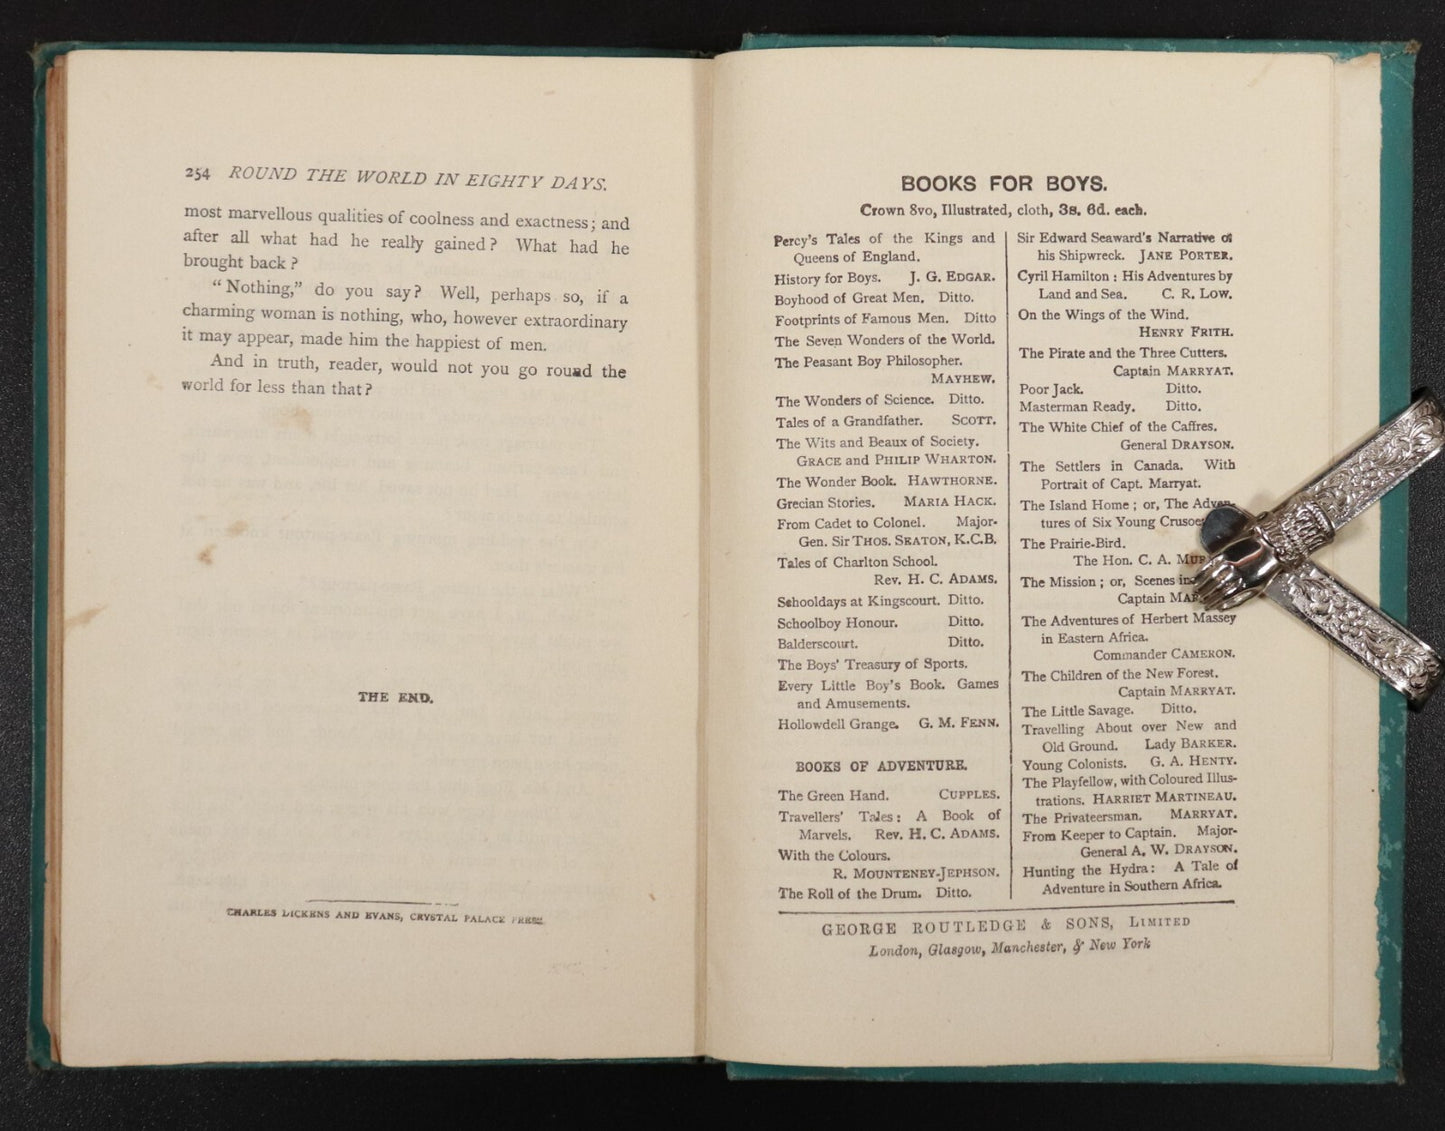 254 ROUND THE WORLD IN EIGHTY DAYS.
most marvellous qualities of coolness and exactness; and
after all what had he really gained? What had he
brought back?
"Nothing," do you say? Well, perhaps so, if a
charming woman is nothing, who, however extraordinary
it may appear, made him the happiest of men.
And in truth, reader, would not you go round the
world for less than that?
THE END.
CHARLES DICKENS AND EVANS, CRYSTAL PALACE PRESS.
BOOKS FOR BOYS.
Crown 8vo, Illustrated, cloth, 3s. 6d. each.
Percy's Tales of the Kings and
Queens of England.
History for Boys. J. G. EDGAR.
Boyhood of Great Men. Ditto.
Footprints of Famous Men. Ditto
The Seven Wonders of the World.
The Peasant Boy Philosopher.
MAYHEW.
The Wonders of Science. Ditto.
Tales of a Grandfather. SCOTT.
The Wits and Beaux of Society.
GRACE and PHILIP WHARTON.
The Wonder Book. HAWTHORNE.
Grecian Stories. MARIA HACK.
From Cadet to Colonel. Major-
Gen. Sir THOS. SEATON, K.C.B.
Tales of Charlton School.
Rev. H. C. ADAMS.
Schooldays at Kingscourt. Ditto.
Schoolboy Honour. Ditto.
Balderscourt. Ditto.
The Boys' Treasury of Sports.
Every Little Boy's Book. Games
and Amusements.
Hollowdell Grange. G. M. FENN.
BOOKS OF ADVENTURE.
The Green Hand. CUPPLES.
Travellers' Tales: A Book of
Marvels. Rev. H. C. ADAMS.
With the Colours.
R. MOUNTENEY-JEPHSON.
The Roll of the Drum. Ditto.
Sir Edward Seaward's Narrative of
his Shipwreck. JANE PORTER.
Cyril Hamilton: His Adventures by
Land and Sea. C. R. LOW.
On the Wings of the Wind.
HENRY FRITH.
The Pirate and the Three Cutters.
Captain MARRYAT.
Poor Jack. Ditto.
Masterman Ready. Ditto.
The White Chief of the Caffres.
General DRAYSON.
The Settlers in Canada. With
Portrait of Capt. Marryat.
The Island Home; or, The Adven-
tures of Six Young
The Prairie-Bird.
The Hon. C. A.
The Mission; or, Scenes in
Captain
The Adventures of Herbert Massey
in Eastern Africa.
Commander CAMERON.
The Children of the New Forest.
Captain MARRYAT.
The Little Savage. Ditto.
Travelling About over New and
Old Ground. Lady BARKER.
Young Colonists. G. A. HENTY.
The Playfellow, with Coloured Illus-
trations. HARRIET MARTINEAU.
The Privateersman. MARRYAT.
From Keeper to Captain. Major-
General A. W. DRAYSON.
Hunting the Hydra: A Tale of
Adventure in Southern Africa.
GEORGE ROUTLEDGE & SONS, LIMITED
London, Glasgow, Manchester, & New York